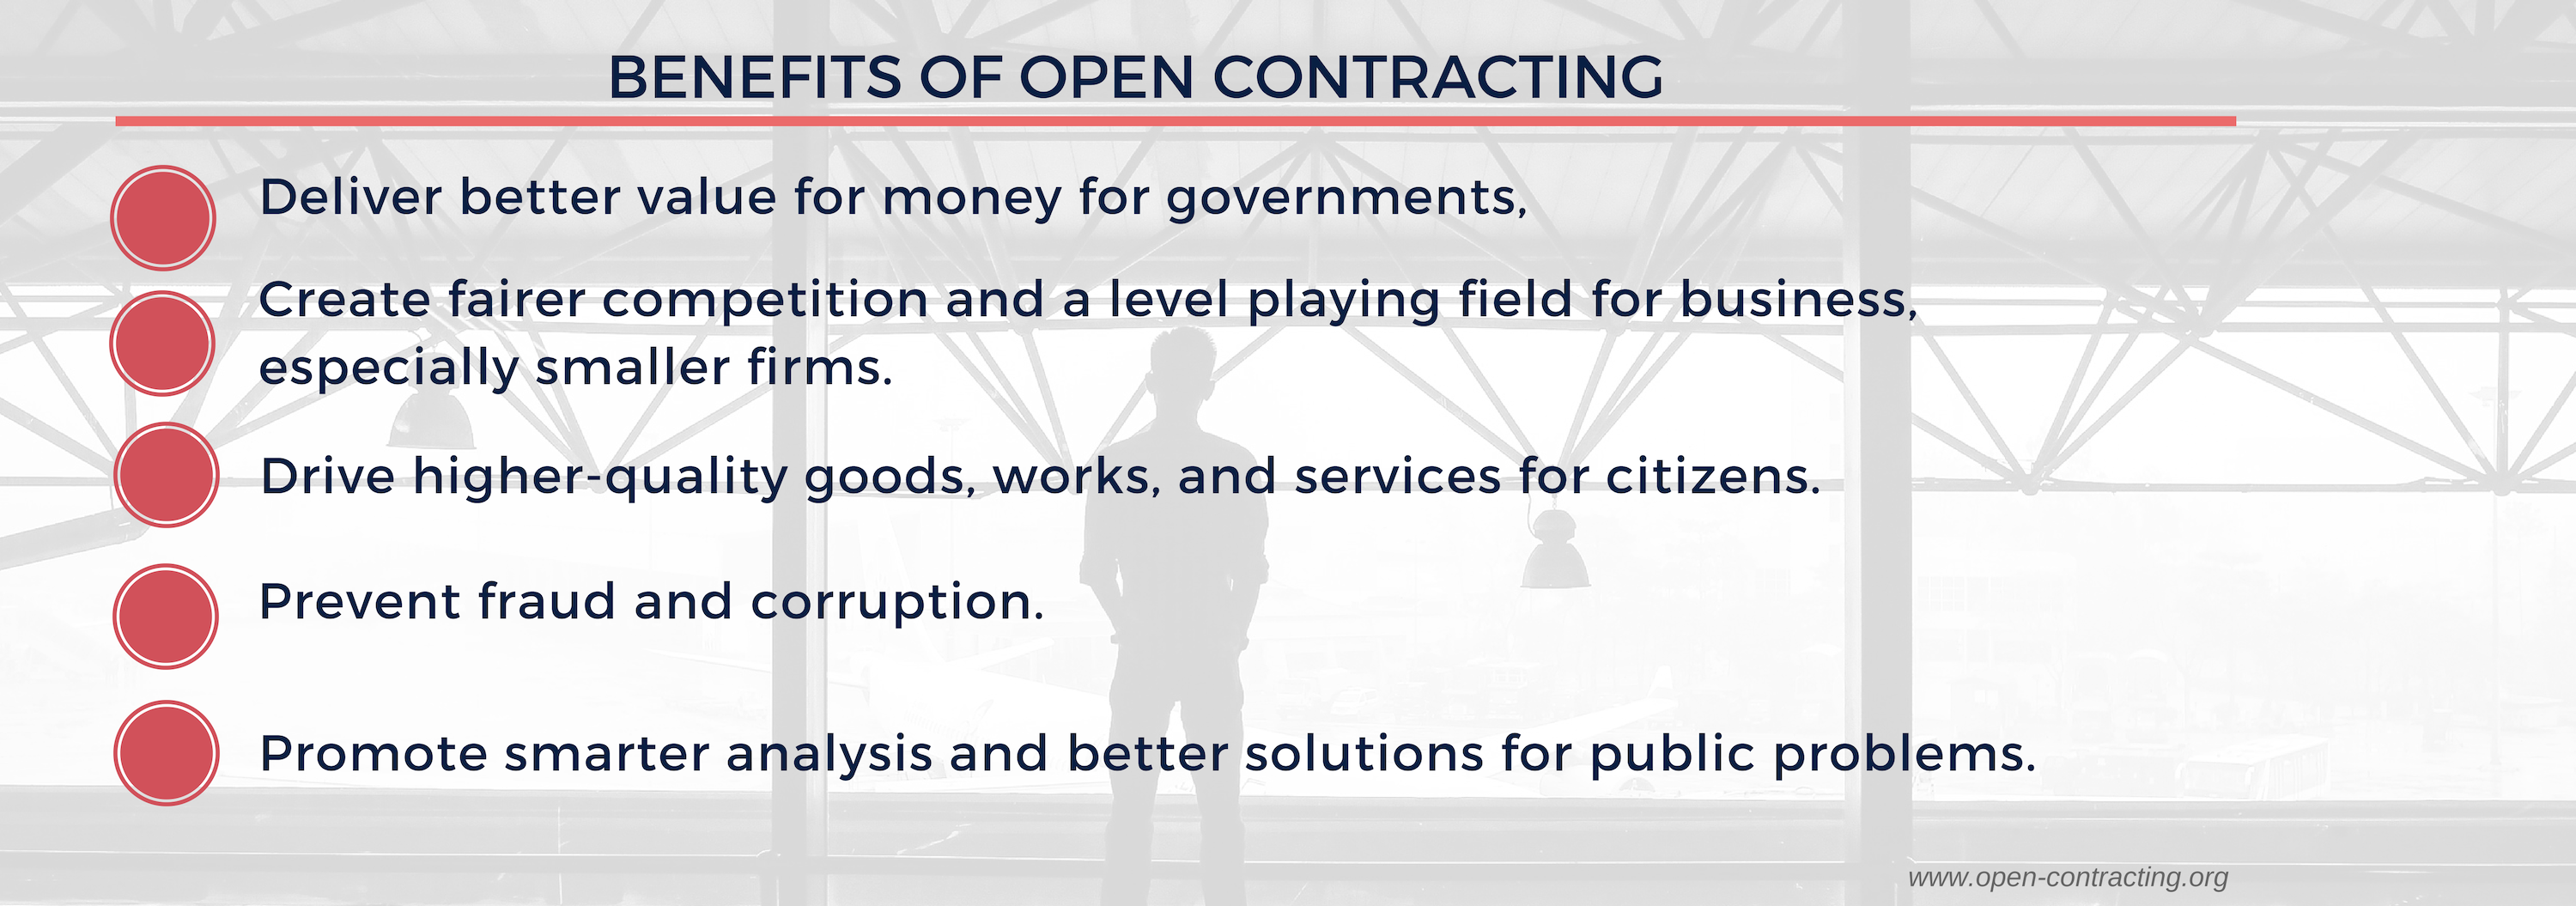 BENEFITS OF OPEN CONTRACTING
Deliver better value for money for governments,
Create fairer competition and a level playing field for business,
especially smaller firms.
Drive higher-quality goods, works, and services for citizens.
Prevent fraud and corruption.
Promote smarter analysis and better solutions for public problems.
www.open-contracting.org